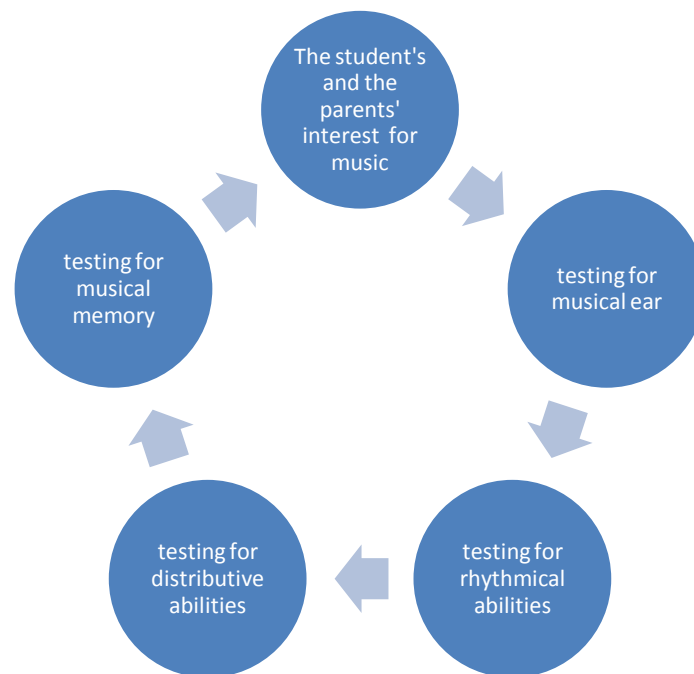 The student's
and the
parents'
interest for
music
testing for
musical ear
testing for
rhythmical
abilities
testing for
distributive
abilities
testing for
musical
memory